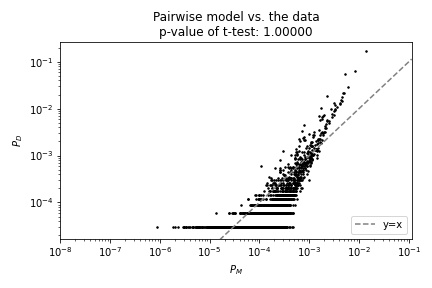 Pairwise model vs. the data
p-value of t-test: 1.00000
10⁻¹
10⁻²
10⁻³
10⁻⁴
P_D
10⁻⁸ 10⁻⁷ 10⁻⁶ 10⁻⁵ 10⁻⁴ 10⁻³ 10⁻² 10⁻¹
P_M
y=x